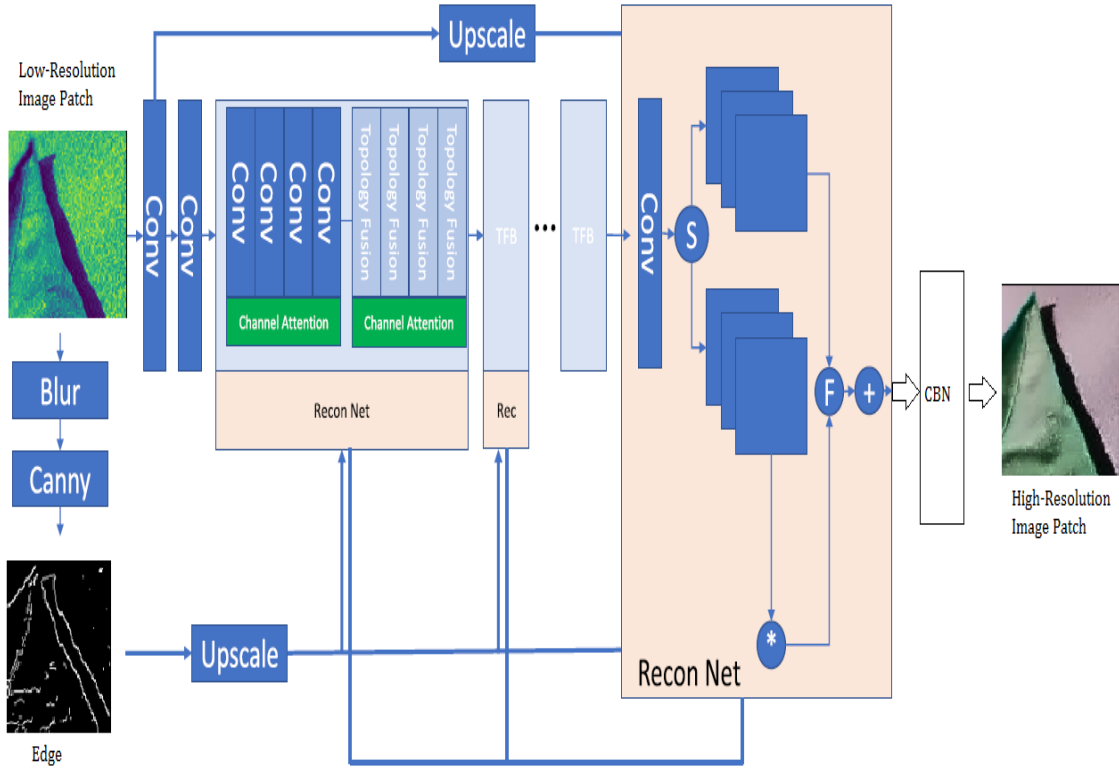 Upscale
Low-Resolution
Image Patch
Conv
Conv
Conv
Conv
Conv
Conv
Topology Fusion
Topology Fusion
Topology Fusion
Topology Fusion
Channel Attention
Channel Attention
TFB
...
TFB
Conv
S
Blur
Canny
Recon Net
Rec
F
+
CBN
High-Resolution
Image Patch
Edge
Upscale
*
Recon Net